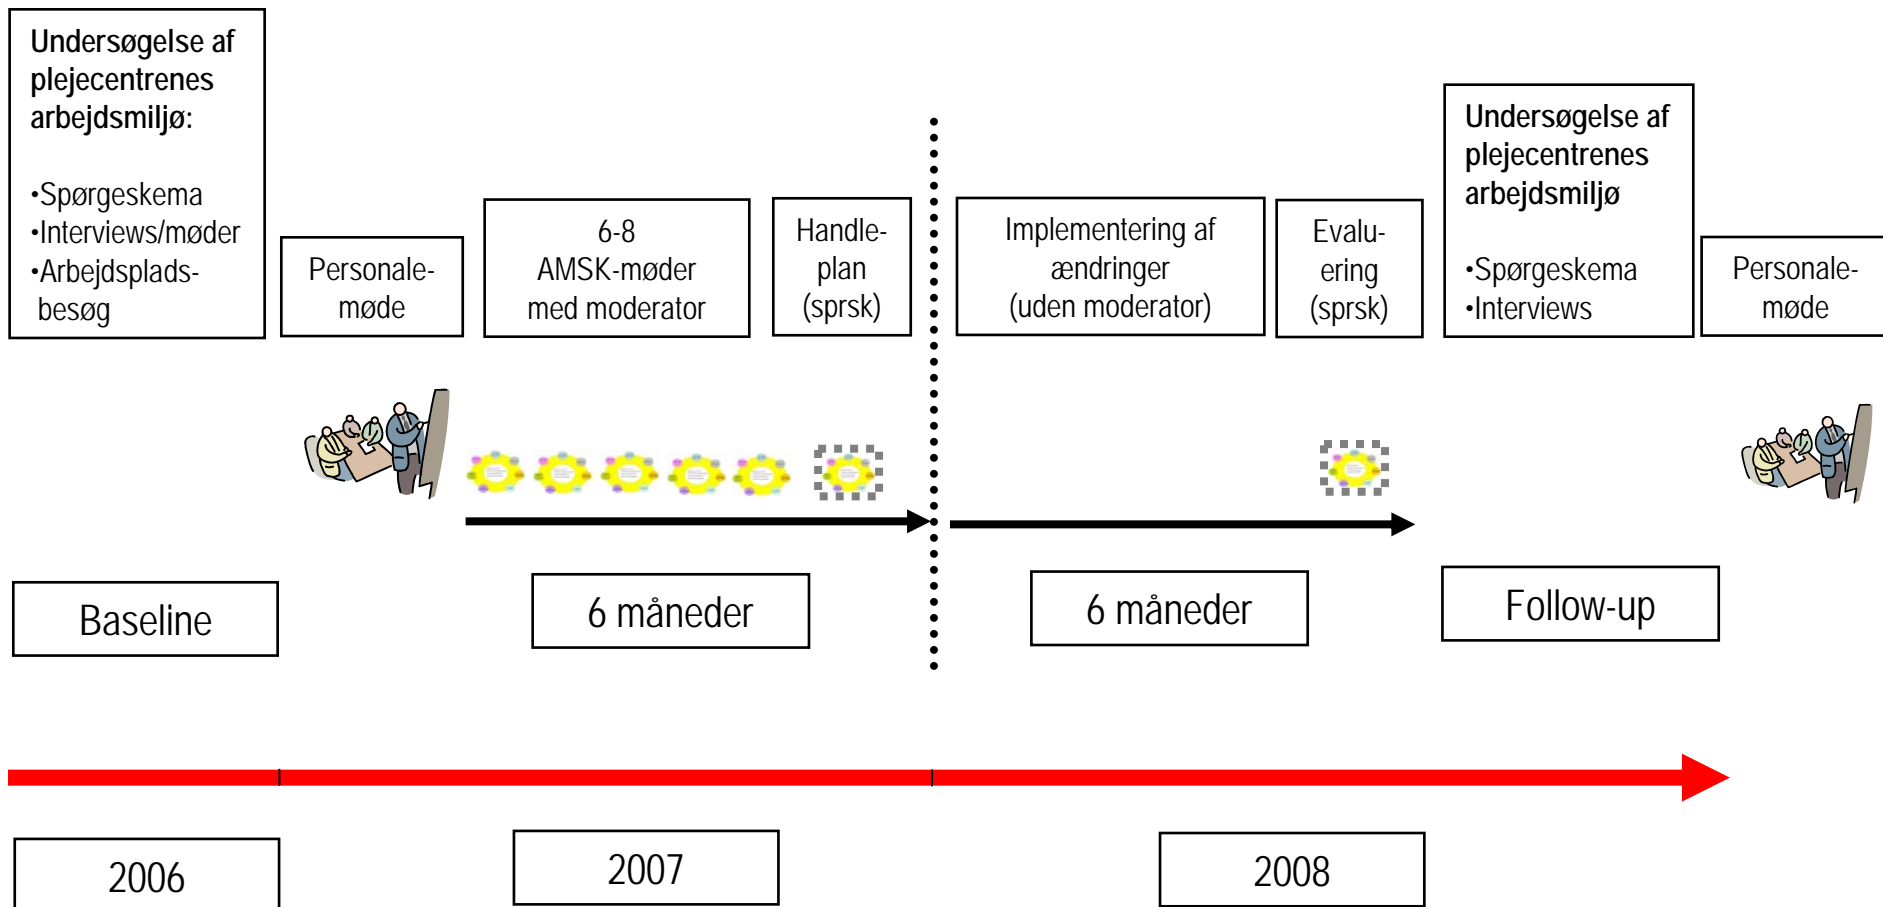 Undersøgelse af
plejecentrenes
arbejdsmiljø:
•Spørgeskema
•Interviews/møder
•Arbejdsplads-
besøg
Personale-
møde
6-8
AMSK-møder
med moderator
Handle-
plan
(sprsk)
Implementering af
ændringer
(uden moderator)
Evalu-
ering
(sprsk)
Undersøgelse af
plejecentrenes
arbejdsmiljø
•Spørgeskema
•Interviews
Personale-
møde
Baseline
6 måneder
6 måneder
Follow-up
2006
2007
2008